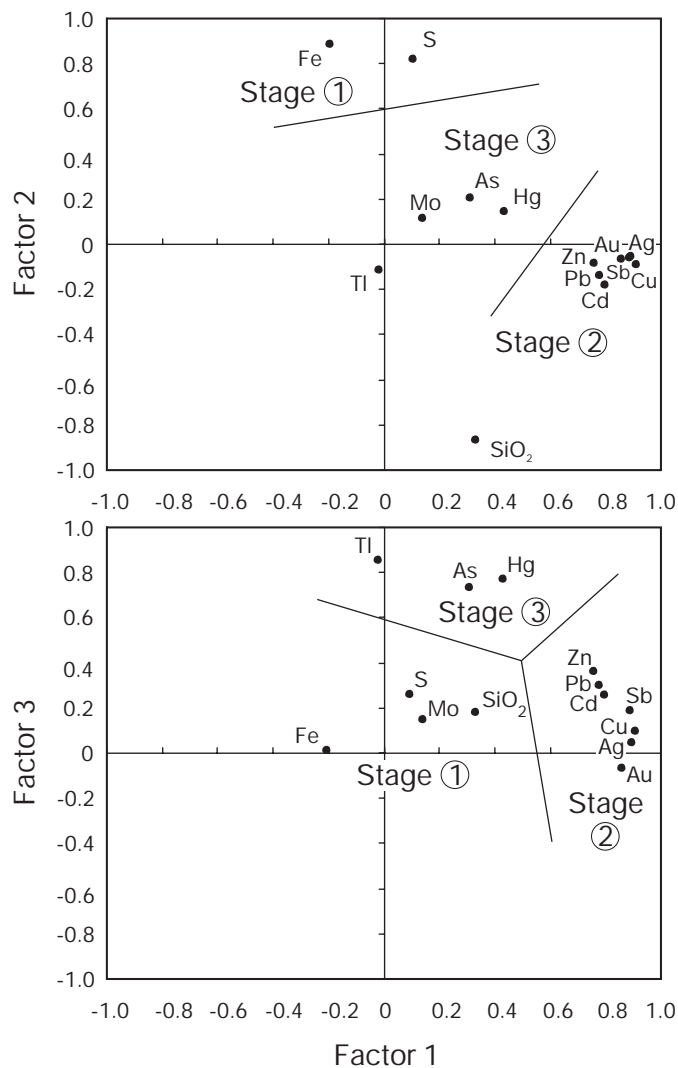 1.0
0.8
0.6
0.4
0.2
0
-0.2
-0.4
-0.6
-0.8
1.0
Factor 2
Fe
S
Stage ①
Stage ③
As
Mo
Hg
Tl
Au
Ag
Zn
Pb
Sb
Cu
Cd
Stage ②
SiO₂
-1.0 -0.8 -0.6 -0.4 -0.2 0.2 0.4 0.6 0.8 1.0
0.8
0.6
0.4
0.2
0
-0.2
-0.4
-0.6
-0.8
-1.0
Factor 3
Tl
As
Hg
Stage ③
Zn
Pb
Cd
Sb
S
Mo
SiO₂
Cu
Fe
Ag
Stage ①
Au
Stage
②
-1.0 -0.8 -0.6 -0.4 -0.2 0.2 0.4 0.6 0.8 1.0
Factor 1